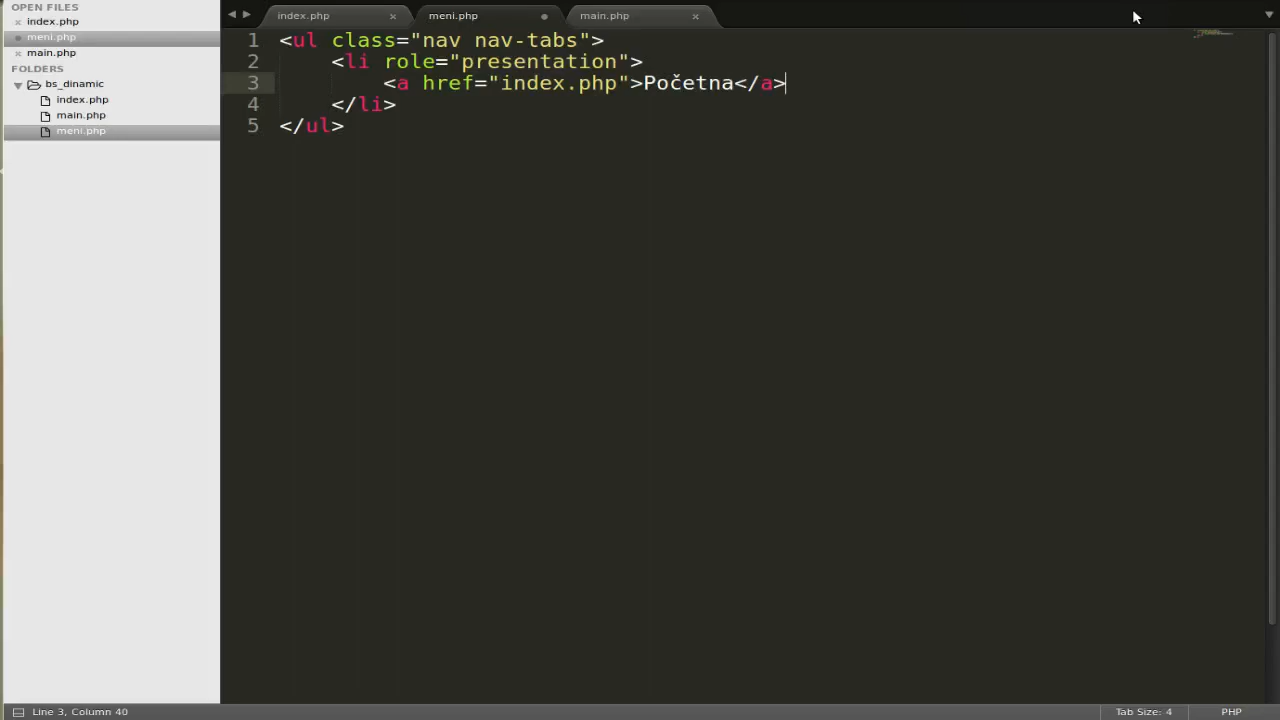 OPEN FILES
index.php
meni.php
main.php
FOLDERS
bs_dinamic
index.php
main.php
meni.php
index.php meni.php main.php
1 <ul class="nav nav-tabs">
2 <li role="presentation">
3 <a href="index.php">Početna</a>
4 </li>
5 </ul>
Line 3, Column 40 Tab Size: 4 PHP